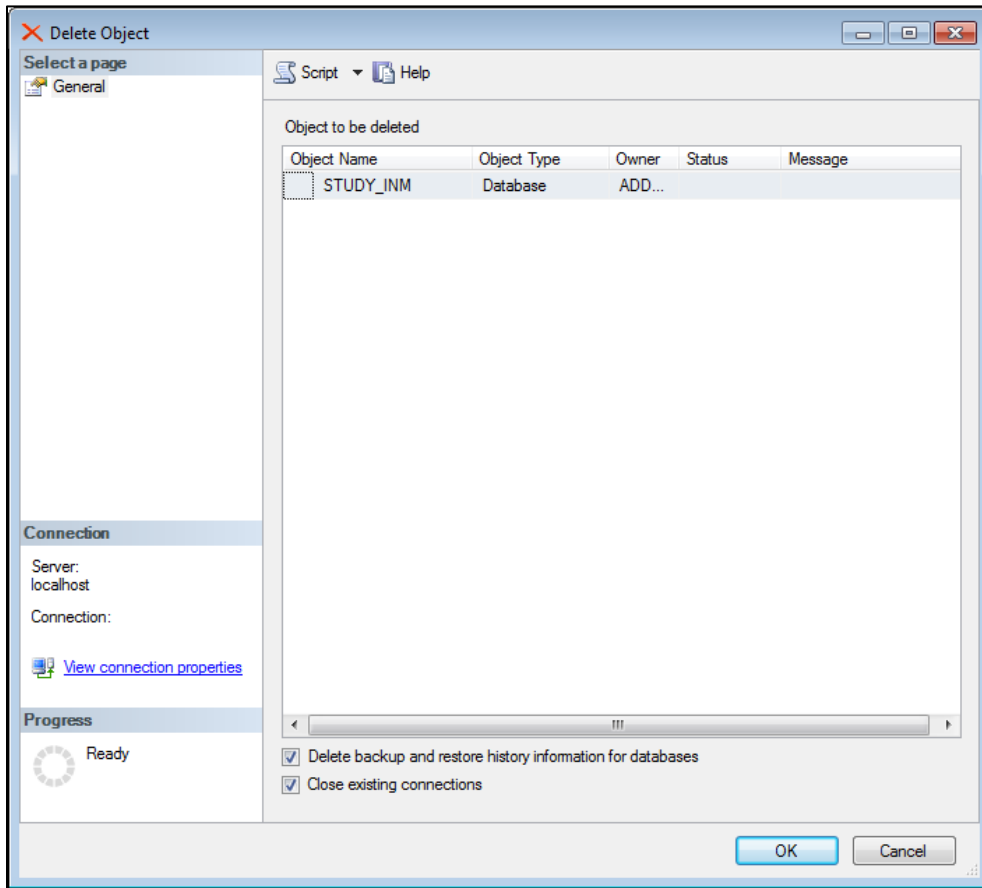 Delete Object
Select a page
General
Script Help
Object to be deleted
Object Name Object Type Owner Status Message
STUDY_INM Database ADD...
Connection
Server:
localhost
Connection:
View connection properties
Progress
Ready
Delete backup and restore history information for databases
Close existing connections
OK Cancel